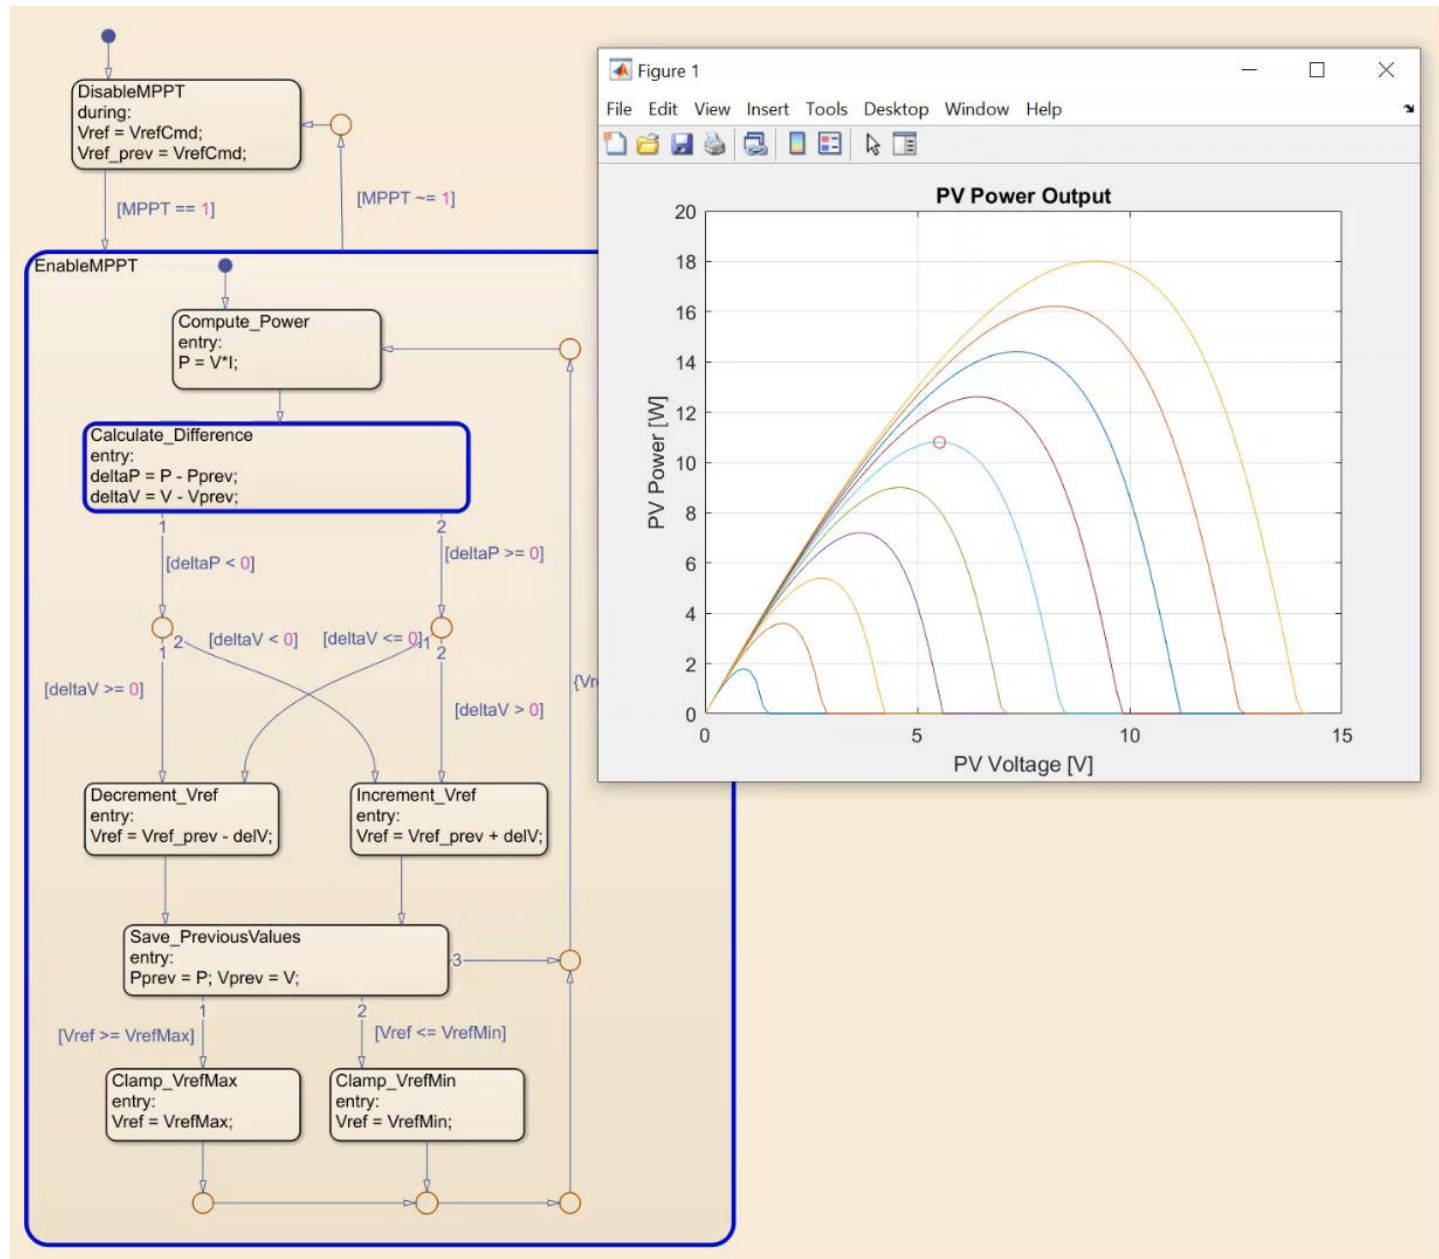 DisableMPPT
during:
Vref = VrefCmd;
Vref_prev = VrefCmd;
[MPPT == 1]
[MPPT ~= 1]
EnableMPPT
Compute_Power
entry:
P = V*I;
Calculate_Difference
entry:
deltaP = P - Pprev;
deltaV = V - Vprev;
1
2
[deltaP < 0]
[deltaP >= 0]
2
[deltaV < 0]
[deltaV <= 0]
1
1
2
[deltaV >= 0]
[deltaV > 0]
Decrement_Vref
entry:
Vref = Vref_prev - delV;
Increment_Vref
entry:
Vref = Vref_prev + delV;
Save_PreviousValues
entry:
Pprev = P; Vprev = V;
3
1
2
[Vref >= VrefMax]
[Vref <= VrefMin]
Clamp_VrefMax
entry:
Vref = VrefMax;
Clamp_VrefMin
entry:
Vref = VrefMin;
Figure 1
File Edit View Insert Tools Desktop Window Help
PV Power Output
20
18
16
14
12
10
8
6
4
2
0
PV Power [W]
0 5 10 15
PV Voltage [V]